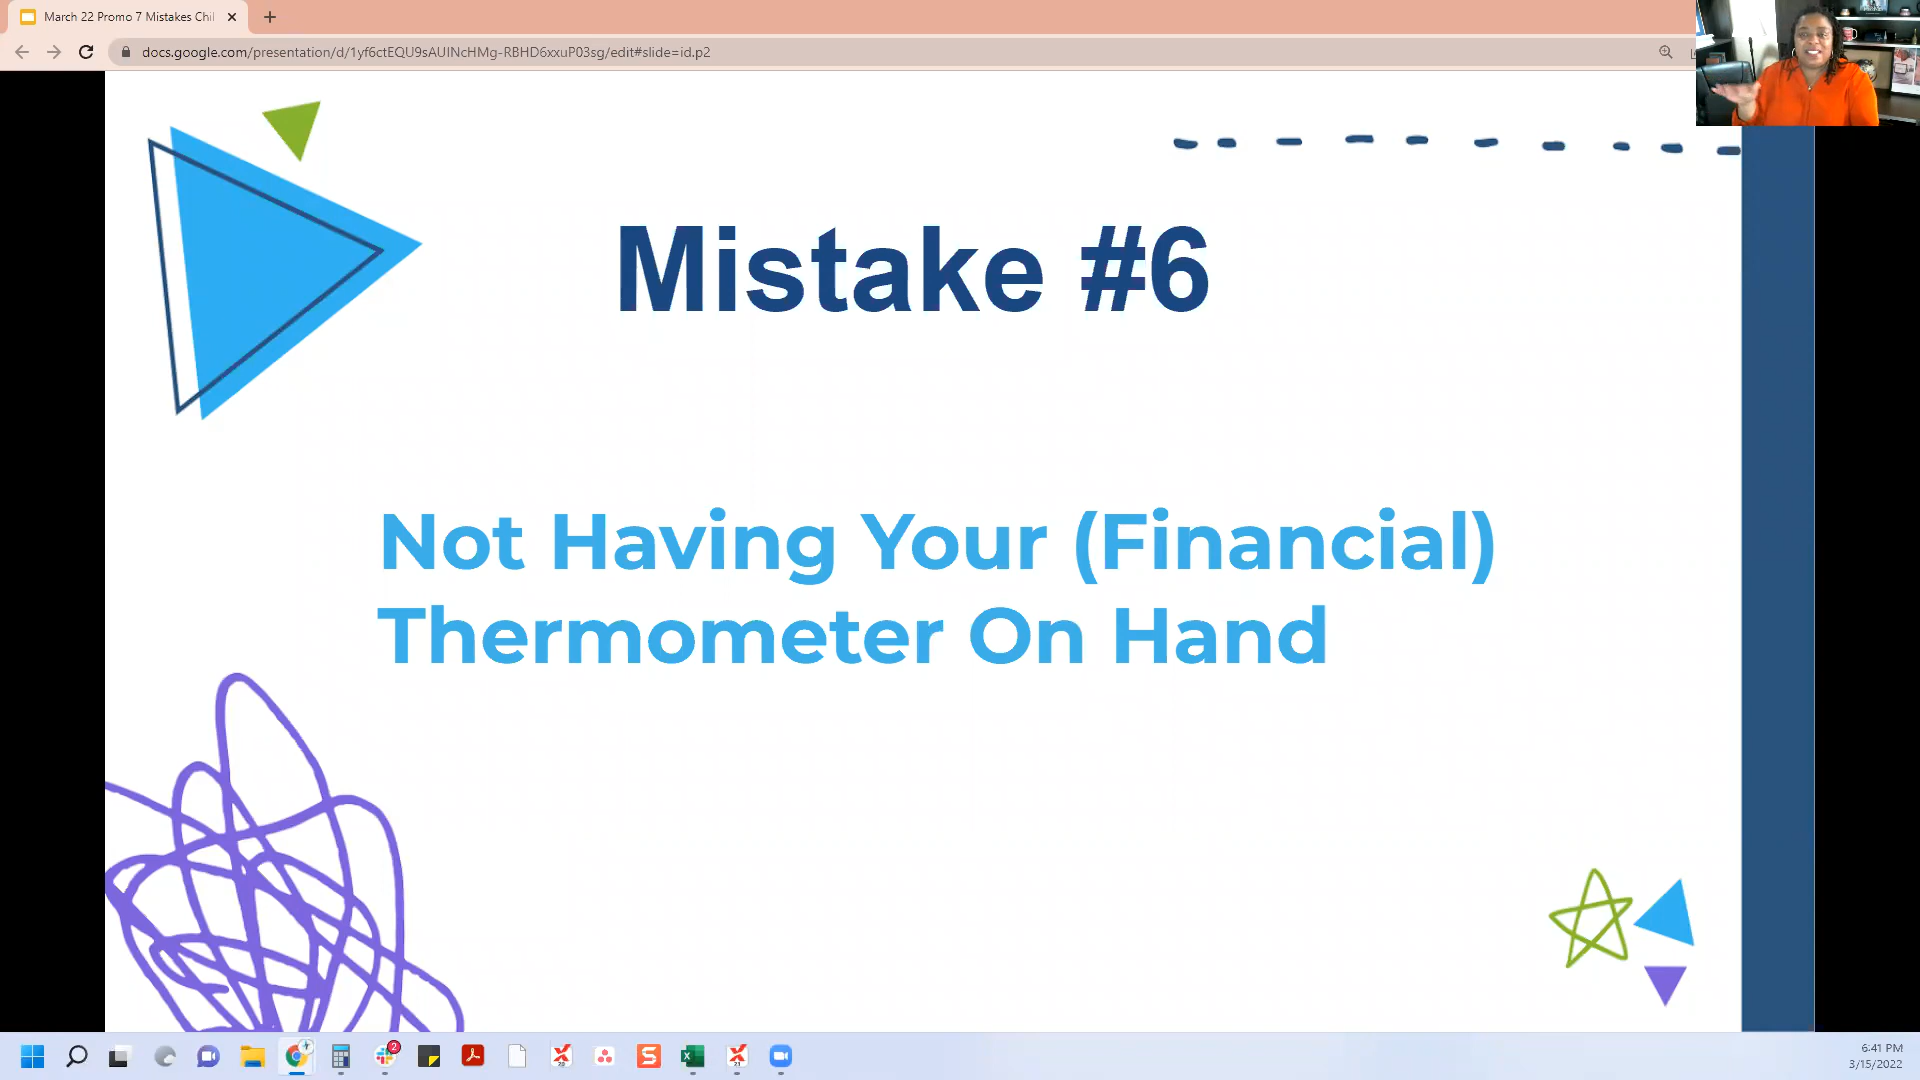 March 22 Promo 7 Mistakes Chil
docs.google.com/presentation/d/1yf6ctEQU9sAUINcHMg-RBHD6xxuP03sg/edit#slide=id.p2
Mistake #6
Not Having Your (Financial)
Thermometer On Hand
2
6:41 PM
3/15/2022